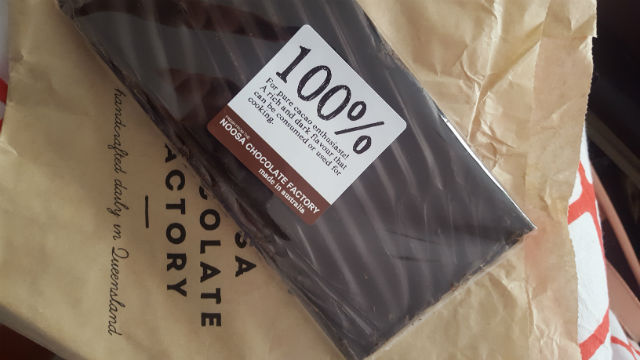 100%
For pure cacao enthusiasts!
A rich and dark flavour that
can be consumed or used for
cooking.
NOOSA CHOCOLATE FACTORY
made in australia
SA
OLATE
ACTORY
handcrafted daily in Queensland